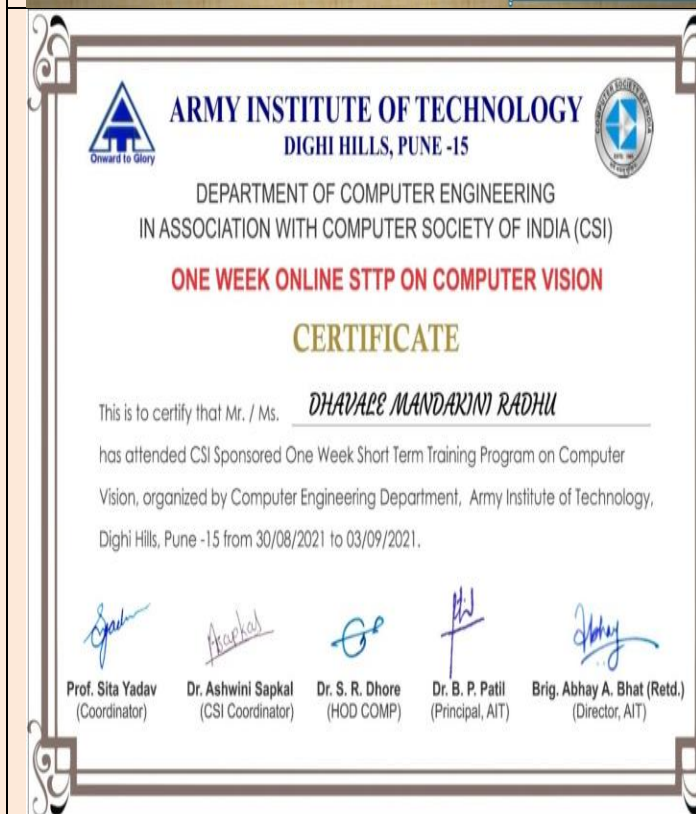 ARMY INSTITUTE OF TECHNOLOGY
DIGHI HILLS, PUNE -15
Onward to Glory
COMPUTER SOCIETY OF INDIA
DEPARTMENT OF COMPUTER ENGINEERING
IN ASSOCIATION WITH COMPUTER SOCIETY OF INDIA (CSI)
ONE WEEK ONLINE STTP ON COMPUTER VISION
CERTIFICATE
This is to certify that Mr. / Ms. DHAVALE MANDAKINI RADHU
has attended CSI Sponsored One Week Short Term Training Program on Computer
Vision, organized by Computer Engineering Department, Army Institute of Technology,
Dighi Hills, Pune -15 from 30/08/2021 to 03/09/2021.
Prof. Sita Yadav Dr. Ashwini Sapkal Dr. S. R. Dhore Dr. B. P. Patil Brig. Abhay A. Bhat (Retd.)
(Coordinator) (CSI Coordinator) (HOD COMP) (Principal, AIT) (Director, AIT)